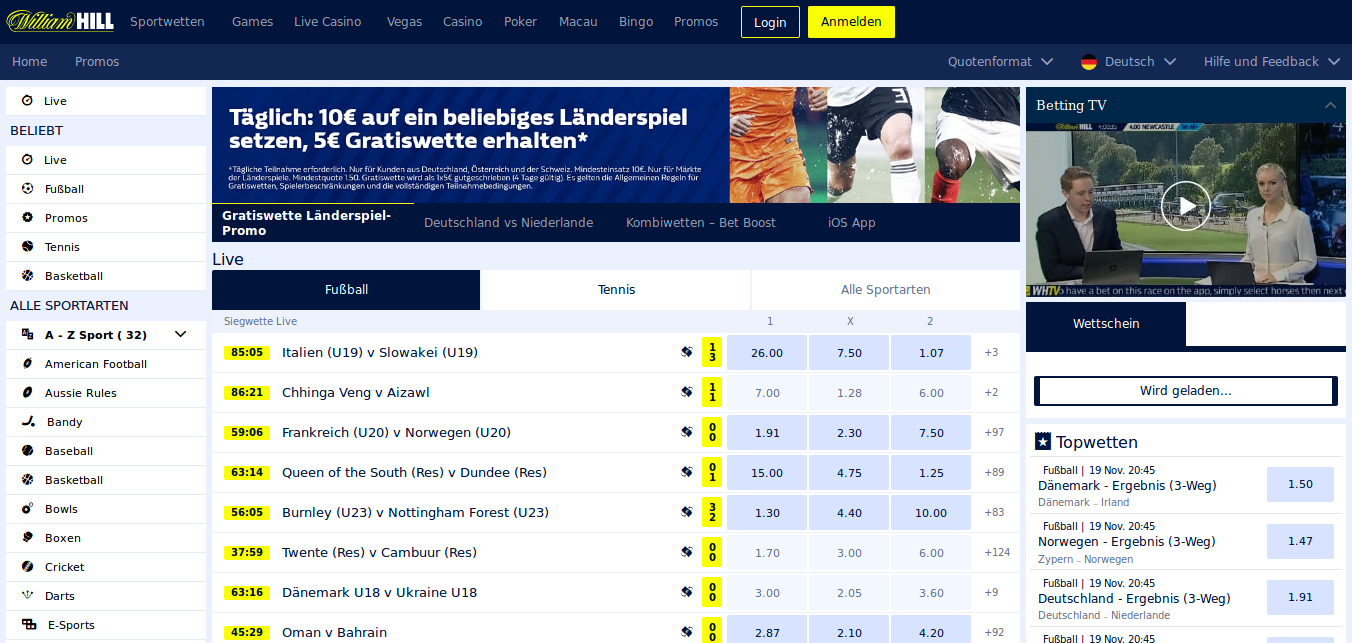 William HILL
Sportwetten Games Live Casino Vegas Casino Poker Macau Bingo Promos Login Anmelden
Home Promos Quotenformat Deutsch Hilfe und Feedback
Live
BELIEBT
Live
Fußball
Promos
Tennis
Basketball
ALLE SPORTARTEN
A - Z Sport ( 32)
American Football
Aussie Rules
Bandy
Baseball
Basketball
Bowls
Boxen
Cricket
Darts
E-Sports
Täglich: 10€ auf ein beliebiges Länderspiel
setzen, 5€ Gratiswette erhalten*
*Tägliche Teilnahme erforderlich. Nur für Kunden aus Deutschland, Österreich und der Schweiz. Mindesteinsatz 10€. Nur für Märkte
der Länderspiele. Mindestquote 1.50. Gratiswette wird als 1x5€ gutgeschrieben (4 Tage gültig). Es gelten die Allgemeinen Regeln für
Gratiswetten, Spielerbeschränkungen und die vollständigen Teilnahmebedingungen.
Gratiswette Länderspiel-
Promo
Deutschland vs Niederlande
Kombiwetten – Bet Boost
iOS App
Live
Fußball Tennis Alle Sportarten
Siegwette Live 1 X 2
85:05 Italien (U19) v Slowakei (U19) 1 3 26.00 7.50 1.07 +3
86:21 Chhinga Veng v Aizawl 1 1 7.00 1.28 6.00 +2
59:06 Frankreich (U20) v Norwegen (U20) 0 0 1.91 2.30 7.50 +97
63:14 Queen of the South (Res) v Dundee (Res) 0 1 15.00 4.75 1.25 +89
56:05 Burnley (U23) v Nottingham Forest (U23) 3 2 1.30 4.40 10.00 +83
37:59 Twente (Res) v Cambuur (Res) 0 0 1.70 3.00 6.00 +124
63:16 Dänemark U18 v Ukraine U18 0 0 3.00 2.05 3.60 +9
45:29 Oman v Bahrain 0 0 2.87 2.10 4.20 +92
Betting TV
4.00 NEWCASTLE
WHTV to have a bet on this race on the app, simply select horses then next
Wettschein
Wird geladen...
Topwetten
Fußball | 19 Nov. 20:45
Dänemark - Ergebnis (3-Weg) 1.50
Dänemark – Irland
Fußball | 19 Nov. 20:45
Norwegen - Ergebnis (3-Weg) 1.47
Zypern – Norwegen
Fußball | 19 Nov. 20:45
Deutschland - Ergebnis (3-Weg) 1.91
Deutschland – Niederlande
Fußball | 19 Nov. 20:45